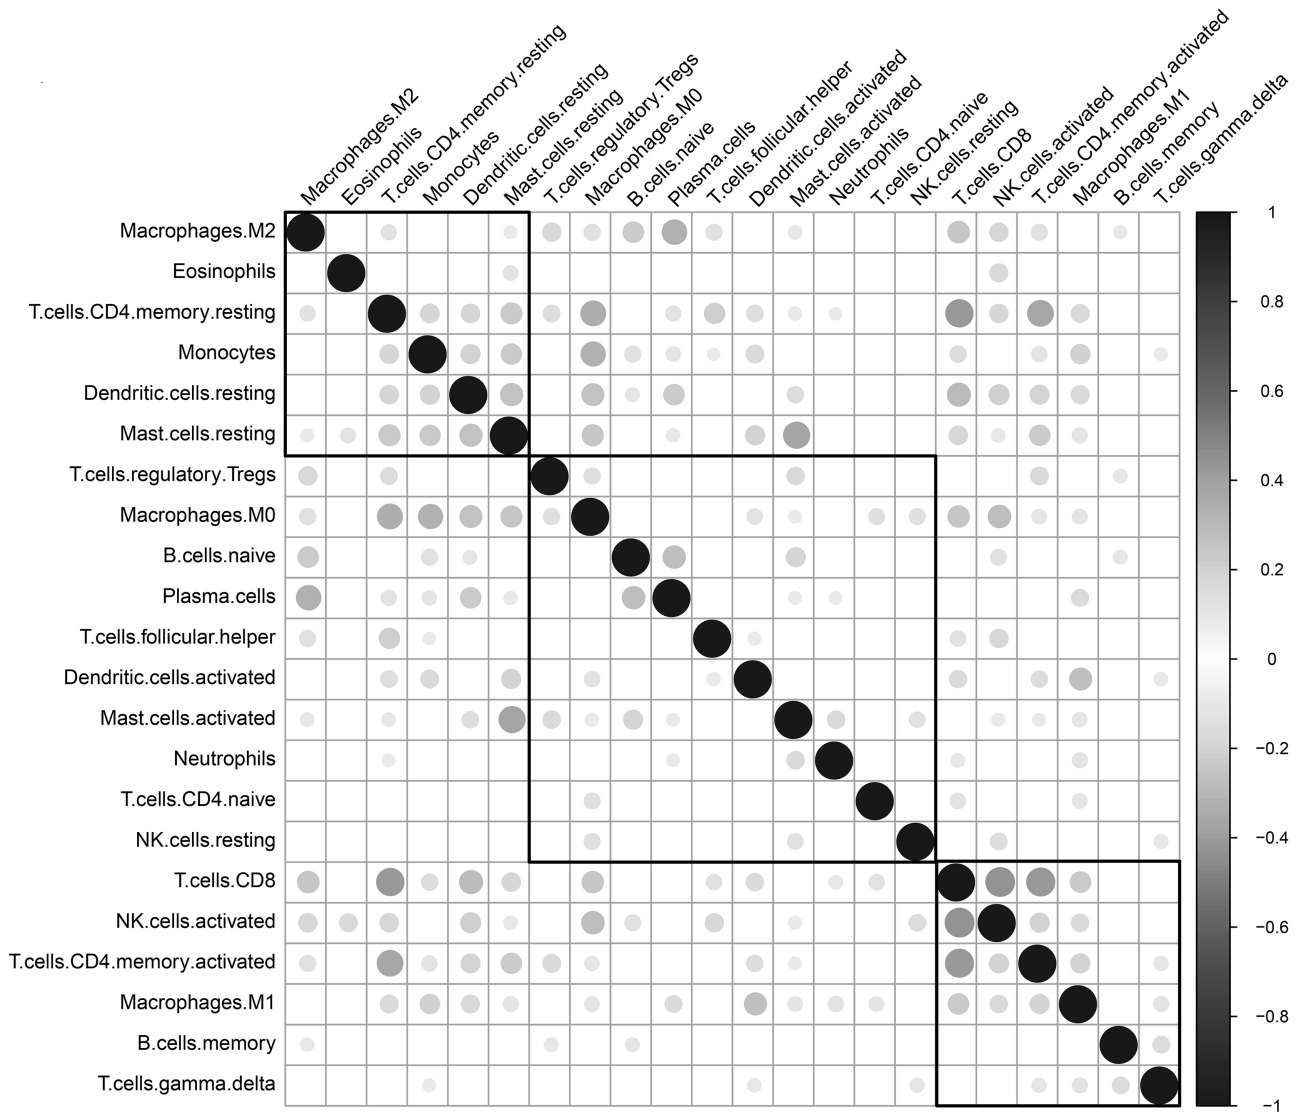 Macrophages.M2
Eosinophils
T.cells.CD4.memory.resting
Monocytes
Dendritic.cells.resting
Mast.cells.resting
T.cells.regulatory.Tregs
Macrophages.M0
B.cells.naive
Plasma.cells
T.cells.follicular.helper
Dendritic.cells.activated
Mast.cells.activated
Neutrophils
T.cells.CD4.naive
NK.cells.resting
T.cells.CD8
NK.cells.activated
T.cells.CD4.memory.activated
Macrophages.M1
B.cells.memory
T.cells.gamma.delta
Macrophages.M2
Eosinophils
T.cells.CD4.memory.resting
Monocytes
Dendritic.cells.resting
Mast.cells.resting
T.cells.regulatory.Tregs
Macrophages.M0
B.cells.naive
Plasma.cells
T.cells.follicular.helper
Dendritic.cells.activated
Mast.cells.activated
Neutrophils
T.cells.CD4.naive
NK.cells.resting
T.cells.CD8
NK.cells.activated
T.cells.CD4.memory.activated
Macrophages.M1
B.cells.memory
T.cells.gamma.delta
1
0.8
0.6
0.4
0.2
0
−0.2
−0.4
−0.6
−0.8
−1